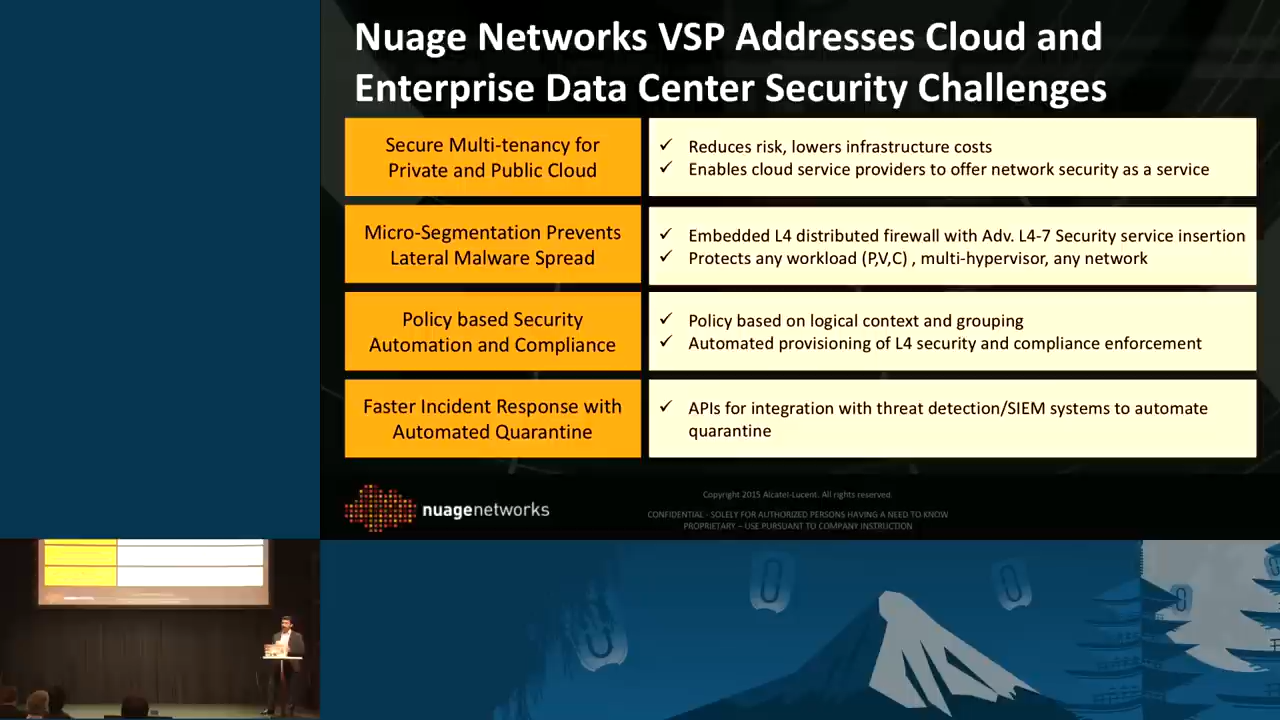 Nuage Networks VSP Addresses Cloud and
Enterprise Data Center Security Challenges
Secure Multi-tenancy for
Private and Public Cloud
✓ Reduces risk, lowers infrastructure costs
✓ Enables cloud service providers to offer network security as a service
Micro-Segmentation Prevents
Lateral Malware Spread
✓ Embedded L4 distributed firewall with Adv. L4-7 Security service insertion
✓ Protects any workload (P,V,C) , multi-hypervisor, any network
Policy based Security
Automation and Compliance
✓ Policy based on logical context and grouping
✓ Automated provisioning of L4 security and compliance enforcement
Faster Incident Response with
Automated Quarantine
✓ APIs for integration with threat detection/SIEM systems to automate
quarantine
nuagenetworks
Copyright 2015 Alcatel-Lucent. All rights reserved.
CONFIDENTIAL - SOLELY FOR AUTHORIZED PERSONS HAVING A NEED TO KNOW
PROPRIETARY – USE PURSUANT TO COMPANY INSTRUCTION